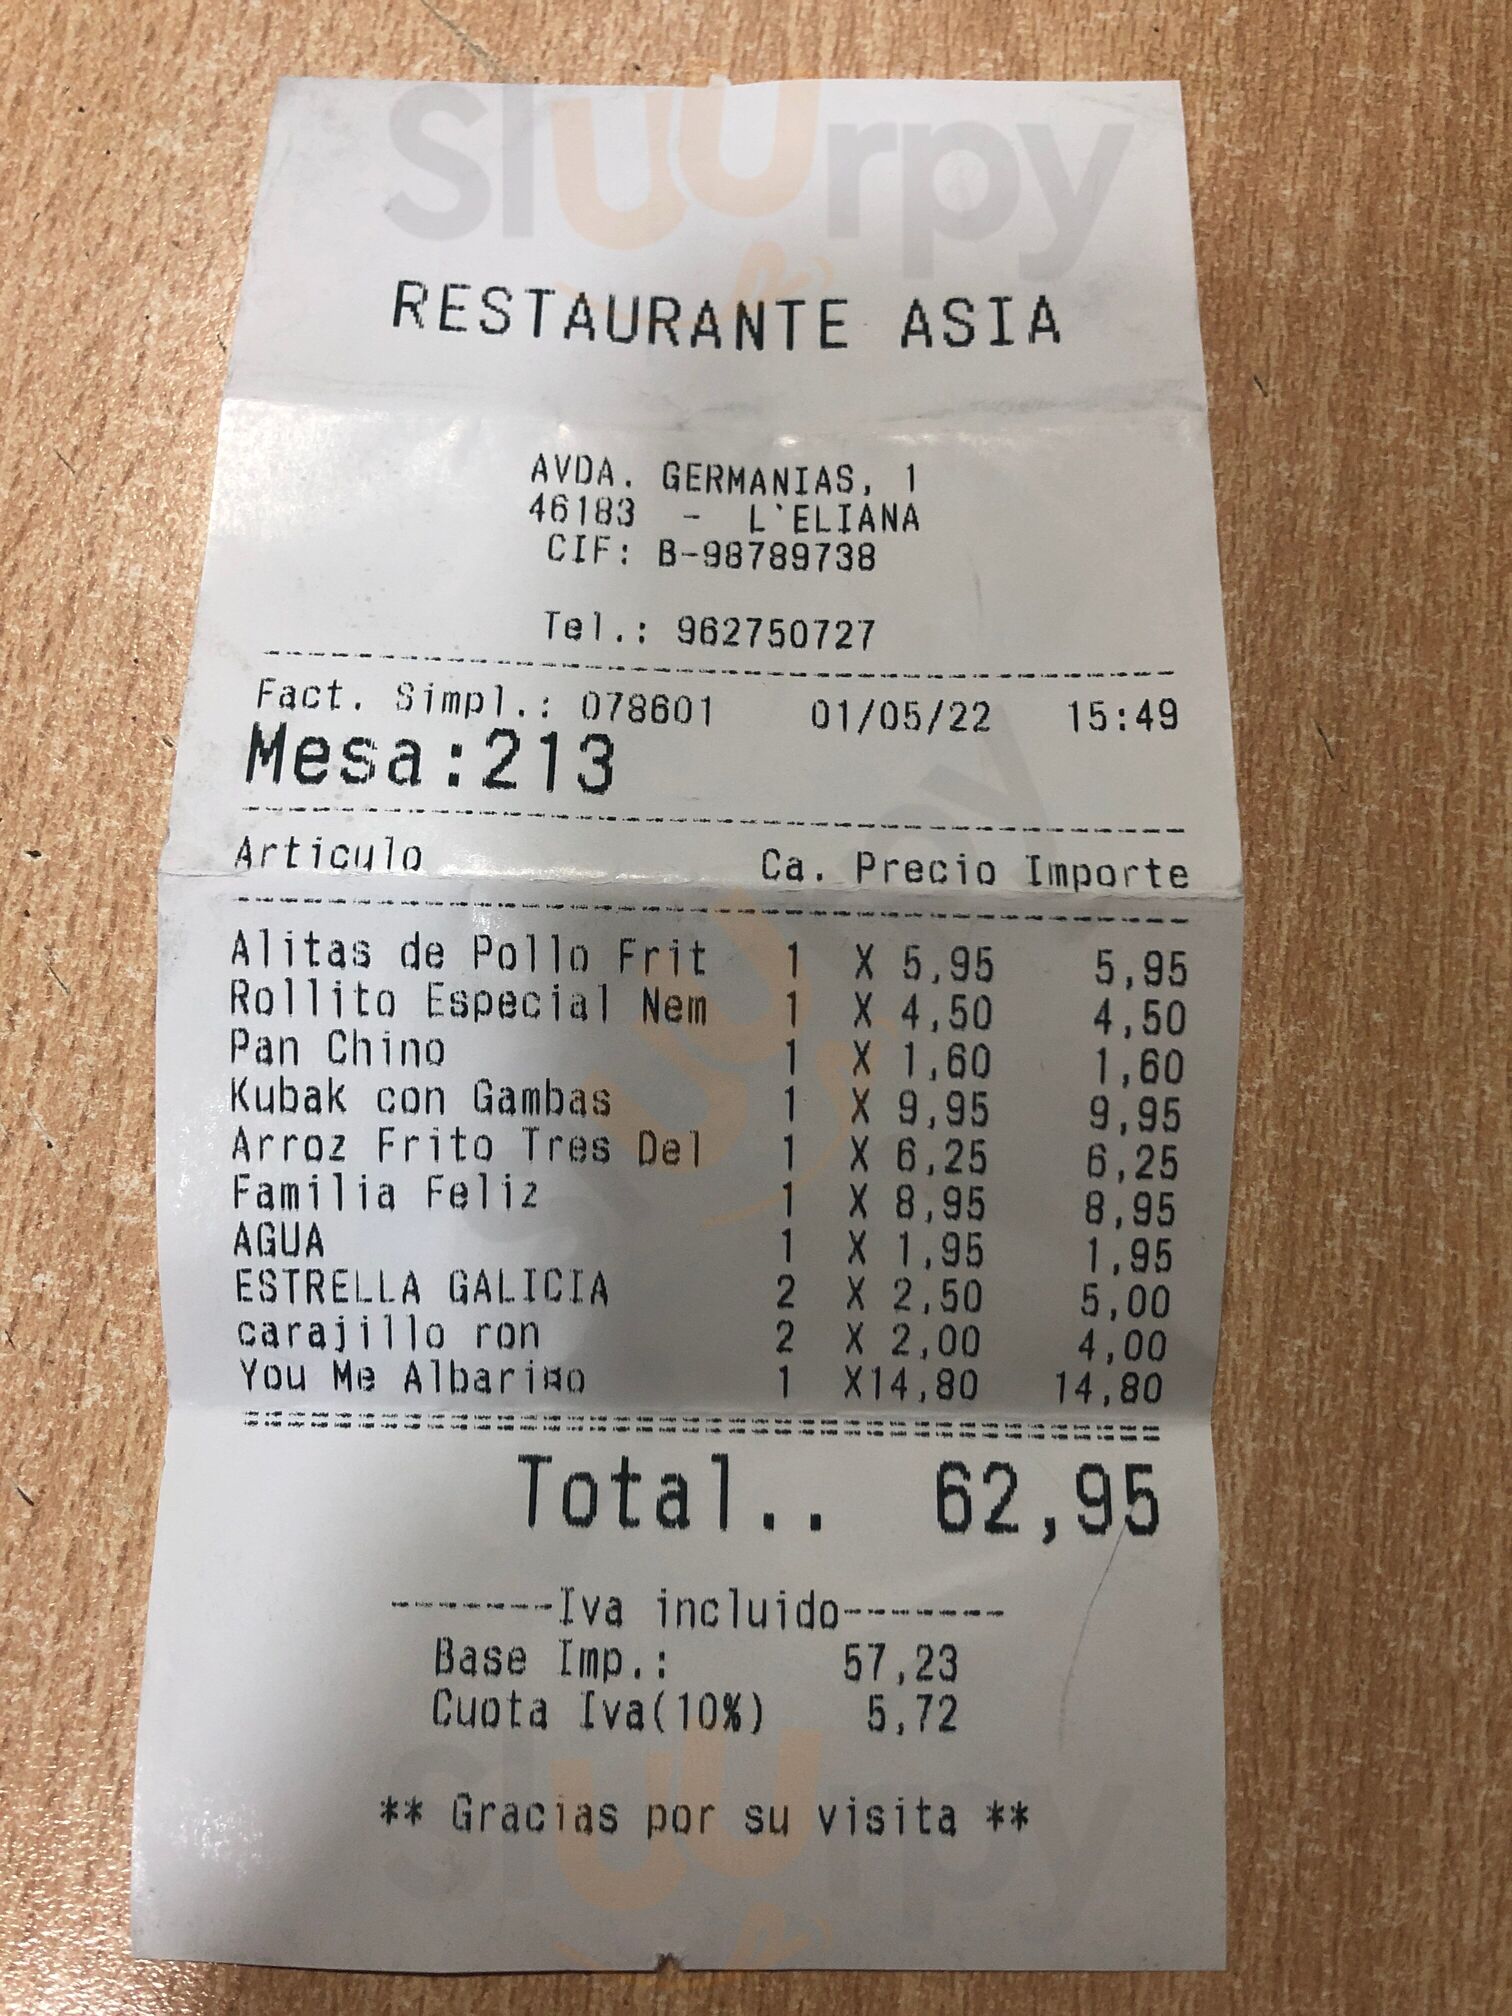 Sluurpy
RESTAURANTE ASIA
AVDA. GERMANIAS, 1
46183 - L'ELIANA
CIF: B-98789738
Tel.: 962750727
Fact. Simpl.: 078601 01/05/22 15:49
Mesa:213
Articulo Ca. Precio Importe
Alitas de Pollo Frit 1 X 5,95 5,95
Rollito Especial Nem 1 X 4,50 4,50
Pan Chino 1 X 1,60 1,60
Kubak con Gambas 1 X 9,95 9,95
Arroz Frito Tres Del 1 X 6,25 6,25
Familia Feliz 1 X 8,95 8,95
AGUA 1 X 1,95 1,95
ESTRELLA GALICIA 2 X 2,50 5,00
carajillo ron 2 X 2,00 4,00
You Me Albariño 1 X14,80 14,80
Total.. 62,95
-------Iva incluido-------
Base Imp.: 57,23
Cuota Iva(10%) 5,72
** Gracias por su visita **
Sluurpy